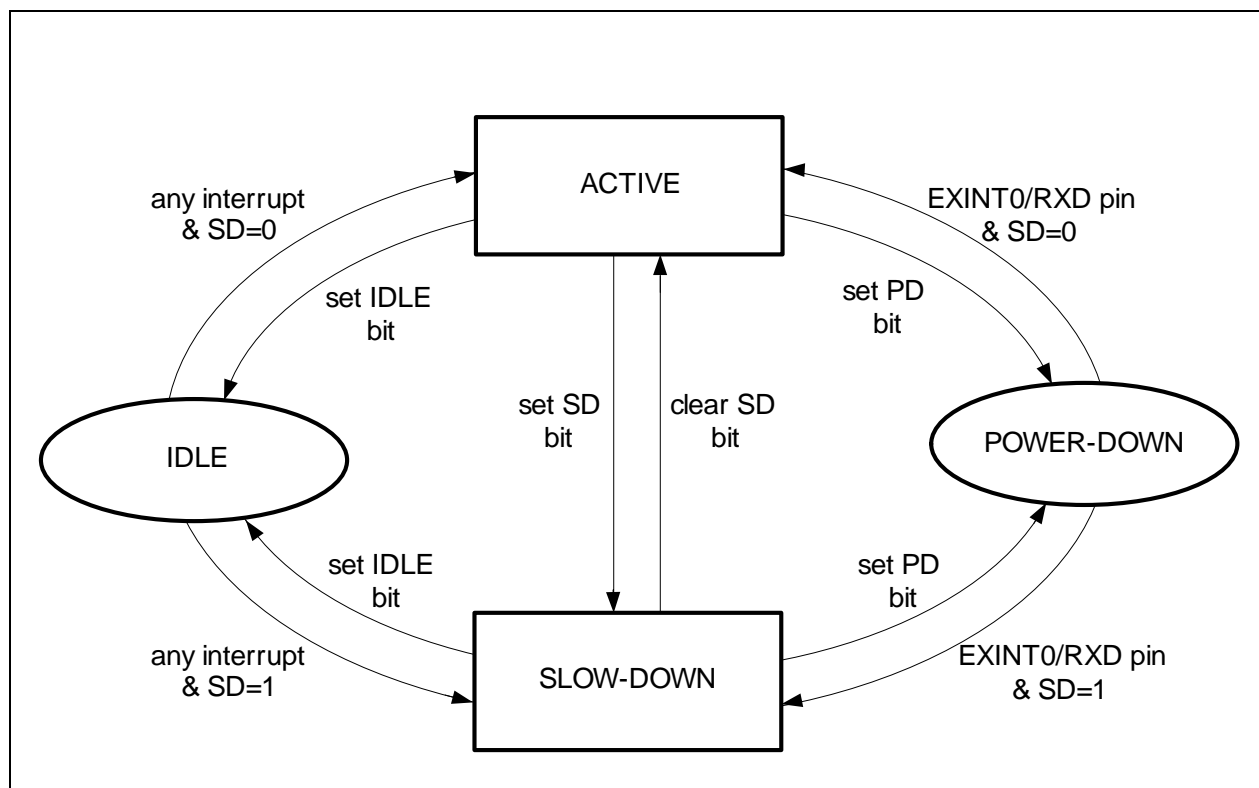 ACTIVE
any interrupt
& SD=0
EXINT0/RXD pin
& SD=0
set IDLE
bit
set PD
bit
set SD
bit
clear SD
bit
IDLE
POWER-DOWN
set IDLE
bit
set PD
bit
any interrupt
& SD=1
SLOW-DOWN
EXINT0/RXD pin
& SD=1